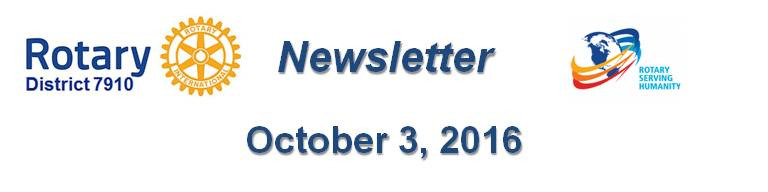 Rotary
District 7910
ROTARY
INTERNATIONAL
Newsletter
ROTARY
SERVING
HUMANITY
October 3, 2016